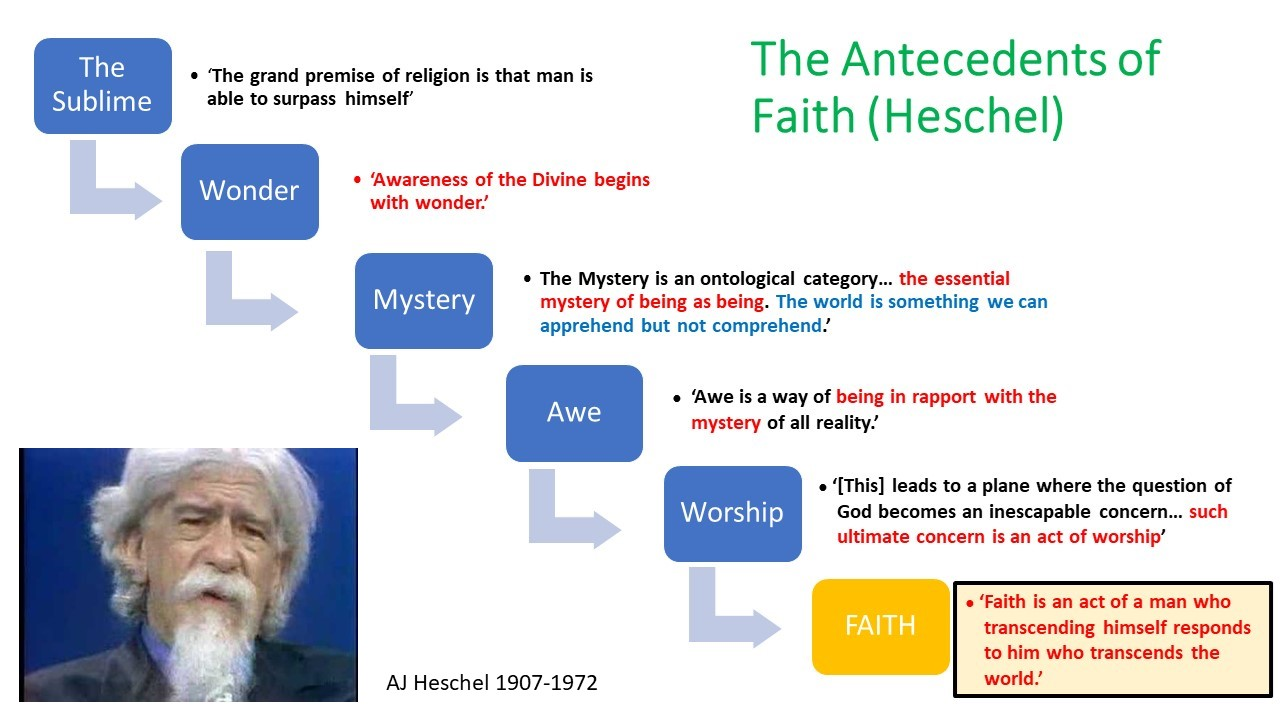 The Antecedents of
Faith (Heschel)
The
Sublime
• ‘The grand premise of religion is that man is
able to surpass himself’
Wonder
• ‘Awareness of the Divine begins
with wonder.’
Mystery
• The Mystery is an ontological category… the essential
mystery of being as being. The world is something we can
apprehend but not comprehend.’
Awe
• ‘Awe is a way of being in rapport with the
mystery of all reality.’
Worship
• ‘[This] leads to a plane where the question of
God becomes an inescapable concern… such
ultimate concern is an act of worship’
FAITH
• ‘Faith is an act of a man who
transcending himself responds
to him who transcends the
world.’
AJ Heschel 1907-1972